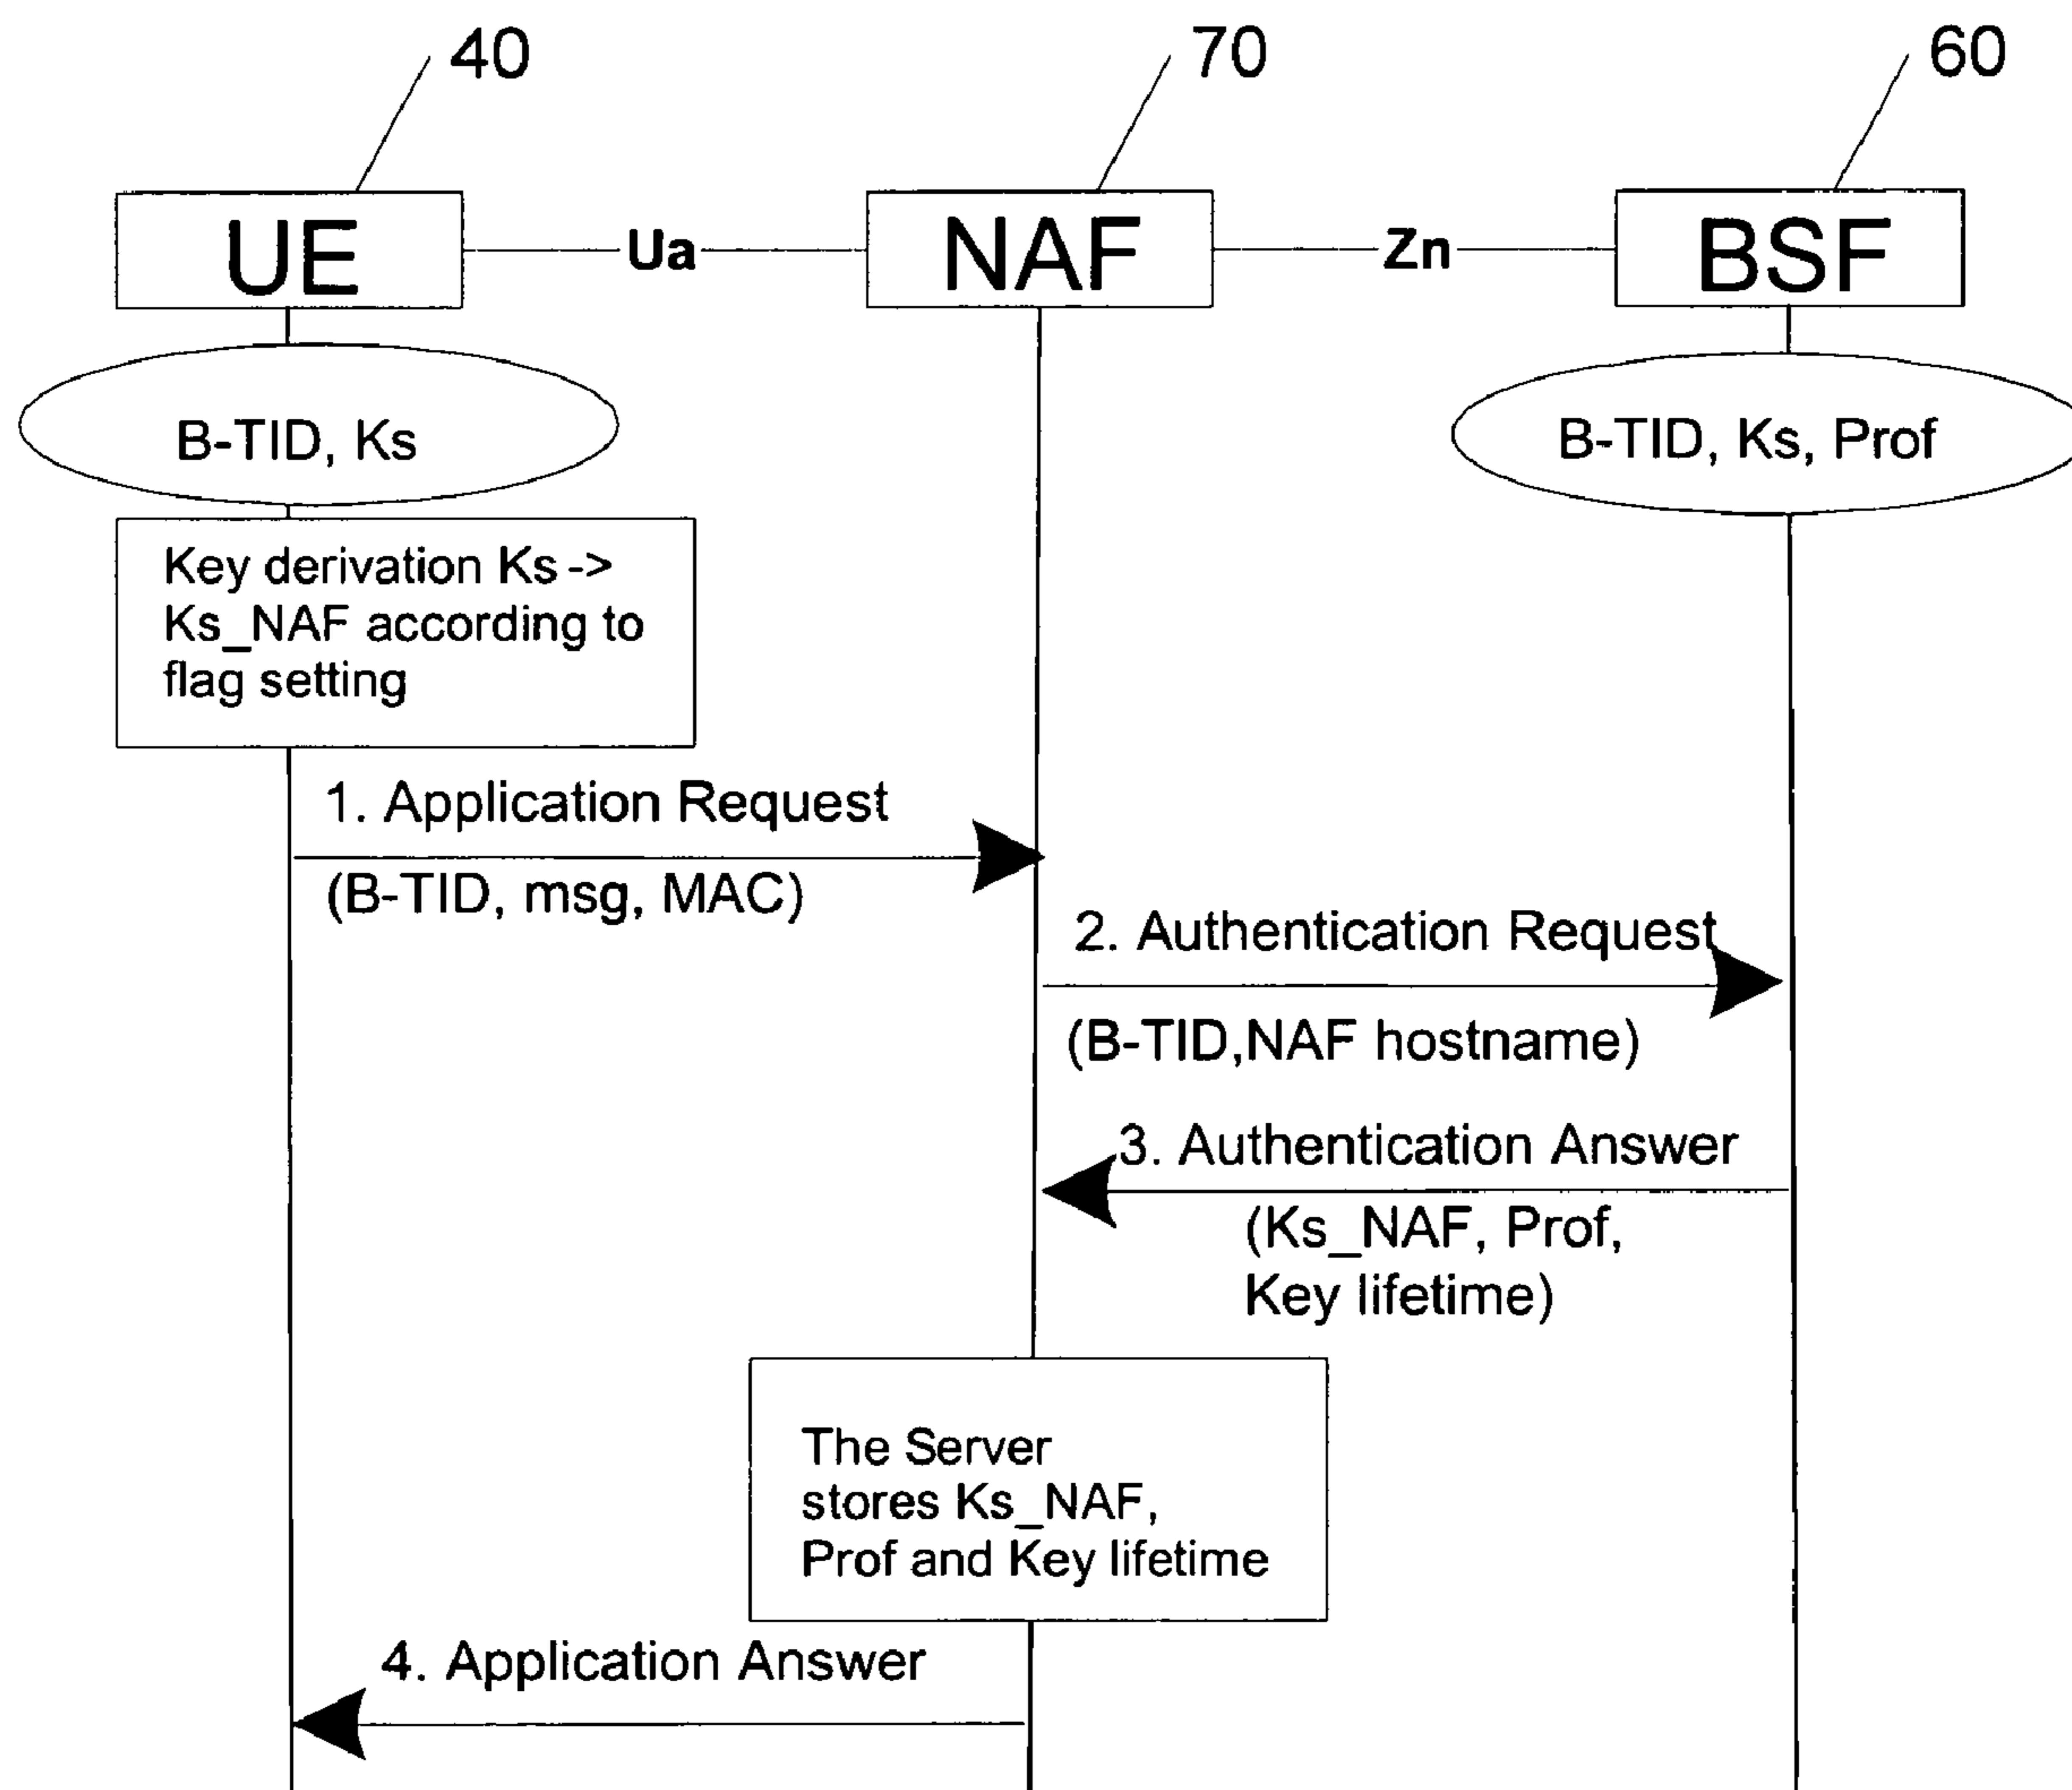 40
70
60
UE
Ua
NAF
Zn
BSF
B-TID, Ks
B-TID, Ks, Prof
Key derivation Ks ->
Ks_NAF according to
flag setting
1. Application Request
(B-TID, msg, MAC)
2. Authentication Request
(B-TID,NAF hostname)
3. Authentication Answer
(Ks_NAF, Prof,
Key lifetime)
The Server
stores Ks_NAF,
Prof and Key lifetime
4. Application Answer